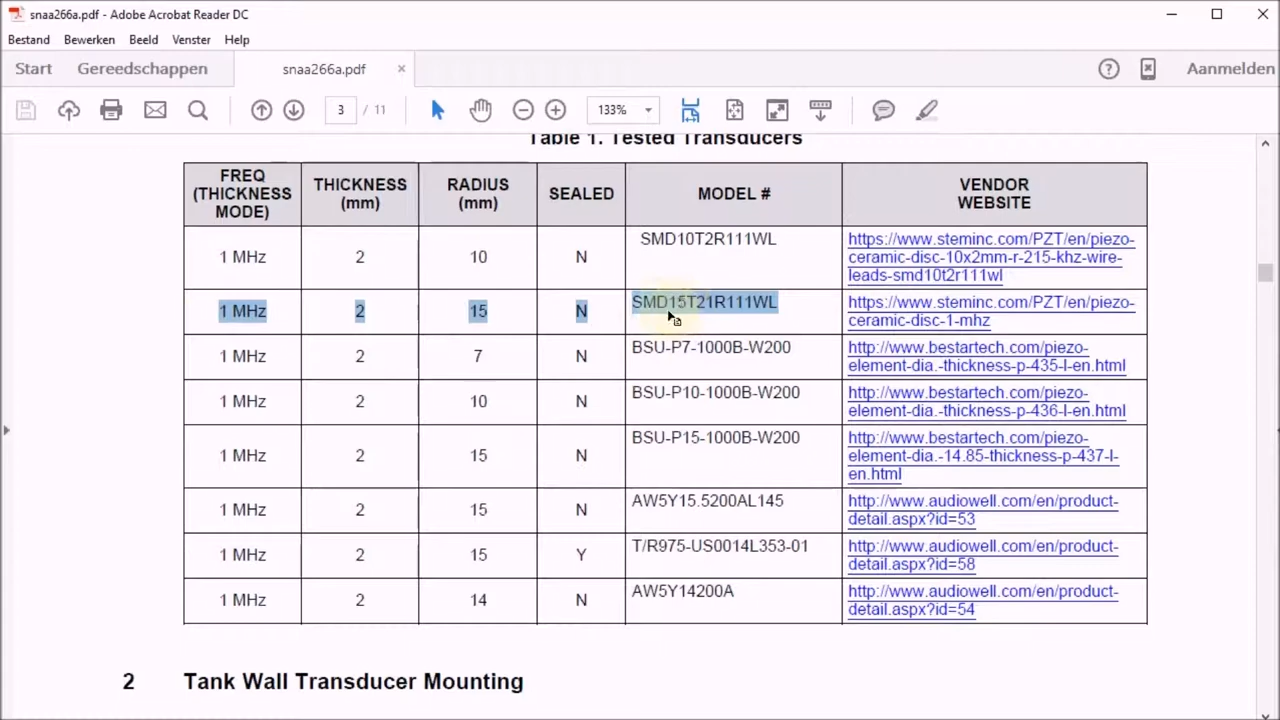 snaa266a.pdf - Adobe Acrobat Reader DC
Bestand Bewerken Beeld Venster Help
Start Gereedschappen snaa266a.pdf × Aanmelden
3 / 11 133%
Table 1. Tested Transducers
FREQ
(THICKNESS
MODE)
THICKNESS
(mm)
RADIUS
(mm)
SEALED
MODEL #
VENDOR
WEBSITE
1 MHz 2 10 N SMD10T2R111WL
https://www.steminc.com/PZT/en/piezo-
ceramic-disc-10x2mm-r-215-khz-wire-
leads-smd10t2r111wl
1 MHz 2 15 N SMD15T21R111WL
https://www.steminc.com/PZT/en/piezo-
ceramic-disc-1-mhz
1 MHz 2 7 N BSU-P7-1000B-W200
http://www.bestartech.com/piezo-
element-dia.-thickness-p-435-l-en.html
1 MHz 2 10 N BSU-P10-1000B-W200
http://www.bestartech.com/piezo-
element-dia.-thickness-p-436-l-en.html
1 MHz 2 15 N BSU-P15-1000B-W200
http://www.bestartech.com/piezo-
element-dia.-14.85-thickness-p-437-l-
en.html
1 MHz 2 15 N AW5Y15.5200AL145
http://www.audiowell.com/en/product-
detail.aspx?id=53
1 MHz 2 15 Y T/R975-US0014L353-01
http://www.audiowell.com/en/product-
detail.aspx?id=58
1 MHz 2 14 N AW5Y14200A
http://www.audiowell.com/en/product-
detail.aspx?id=54
2 Tank Wall Transducer Mounting